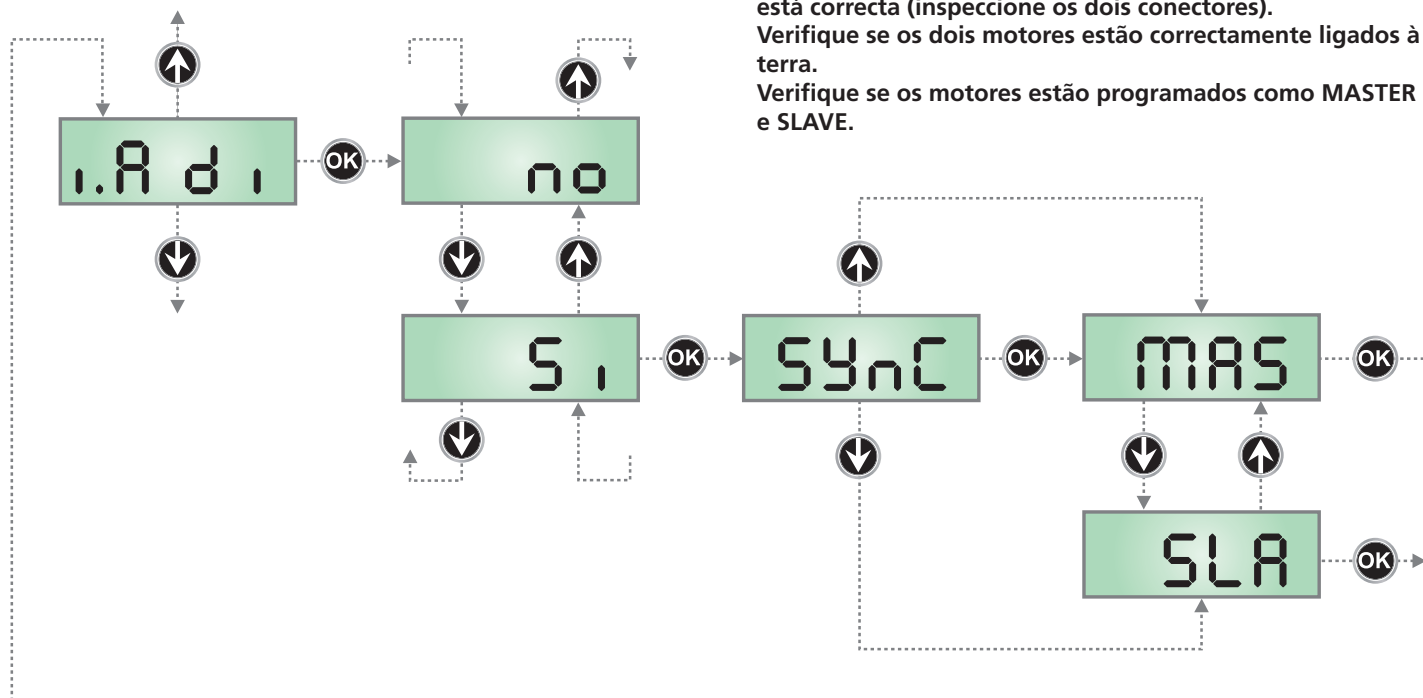 está correcta (inspeccione os dois conectores).
Verifique se os dois motores estão correctamente ligados à
terra.
Verifique se os motores estão programados como MASTER
e SLAVE.
i.Adi
OK
no
Si
OK
SYnC
OK
MAS
OK
SLA
OK